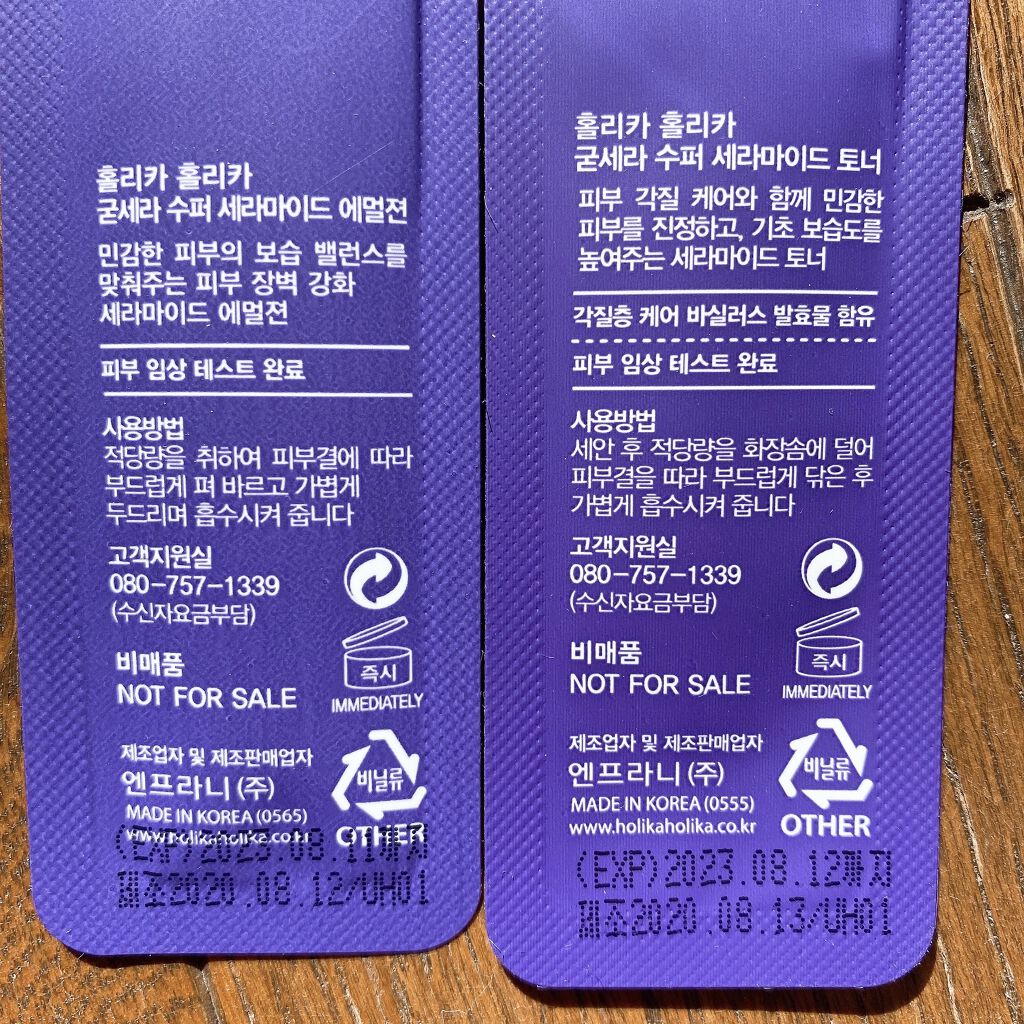 홀리카 홀리카
굳세라 수퍼 세라마이드 에멀젼
민감한 피부의 보습 밸런스를
맞춰주는 피부 장벽 강화
세라마이드 에멀젼
피부 임상 테스트 완료
사용방법
적당량을 취하여 피부결에 따라
부드럽게 펴 바르고 가볍게
두드리며 흡수시켜 줍니다
고객지원실
080-757-1339
(수신자요금부담)
즉시
IMMEDIATELY
비매품
NOT FOR SALE
제조업자 및 제조판매업자
엔프라니 (주)
MADE IN KOREA (0565)
www.holikaholika.co.kr
비닐류
OTHER
(EXP)2023.08.11까지
제조2020.08.12/UH01
홀리카 홀리카
굳세라 수퍼 세라마이드 토너
피부 각질 케어와 함께 민감한
피부를 진정하고, 기초 보습도를
높여주는 세라마이드 토너
각질층 케어 바실러스 발효물 함유
피부 임상 테스트 완료
사용방법
세안 후 적당량을 화장솜에 덜어
피부결을 따라 부드럽게 닦은 후
가볍게 흡수시켜 줍니다
고객지원실
080-757-1339
(수신자요금부담)
즉시
IMMEDIATELY
비매품
NOT FOR SALE
제조업자 및 제조판매업자
엔프라니 (주)
MADE IN KOREA (0555)
www.holikaholika.co.kr
비닐류
OTHER
(EXP)2023.08.12까지
제조2020.08.13/UH01